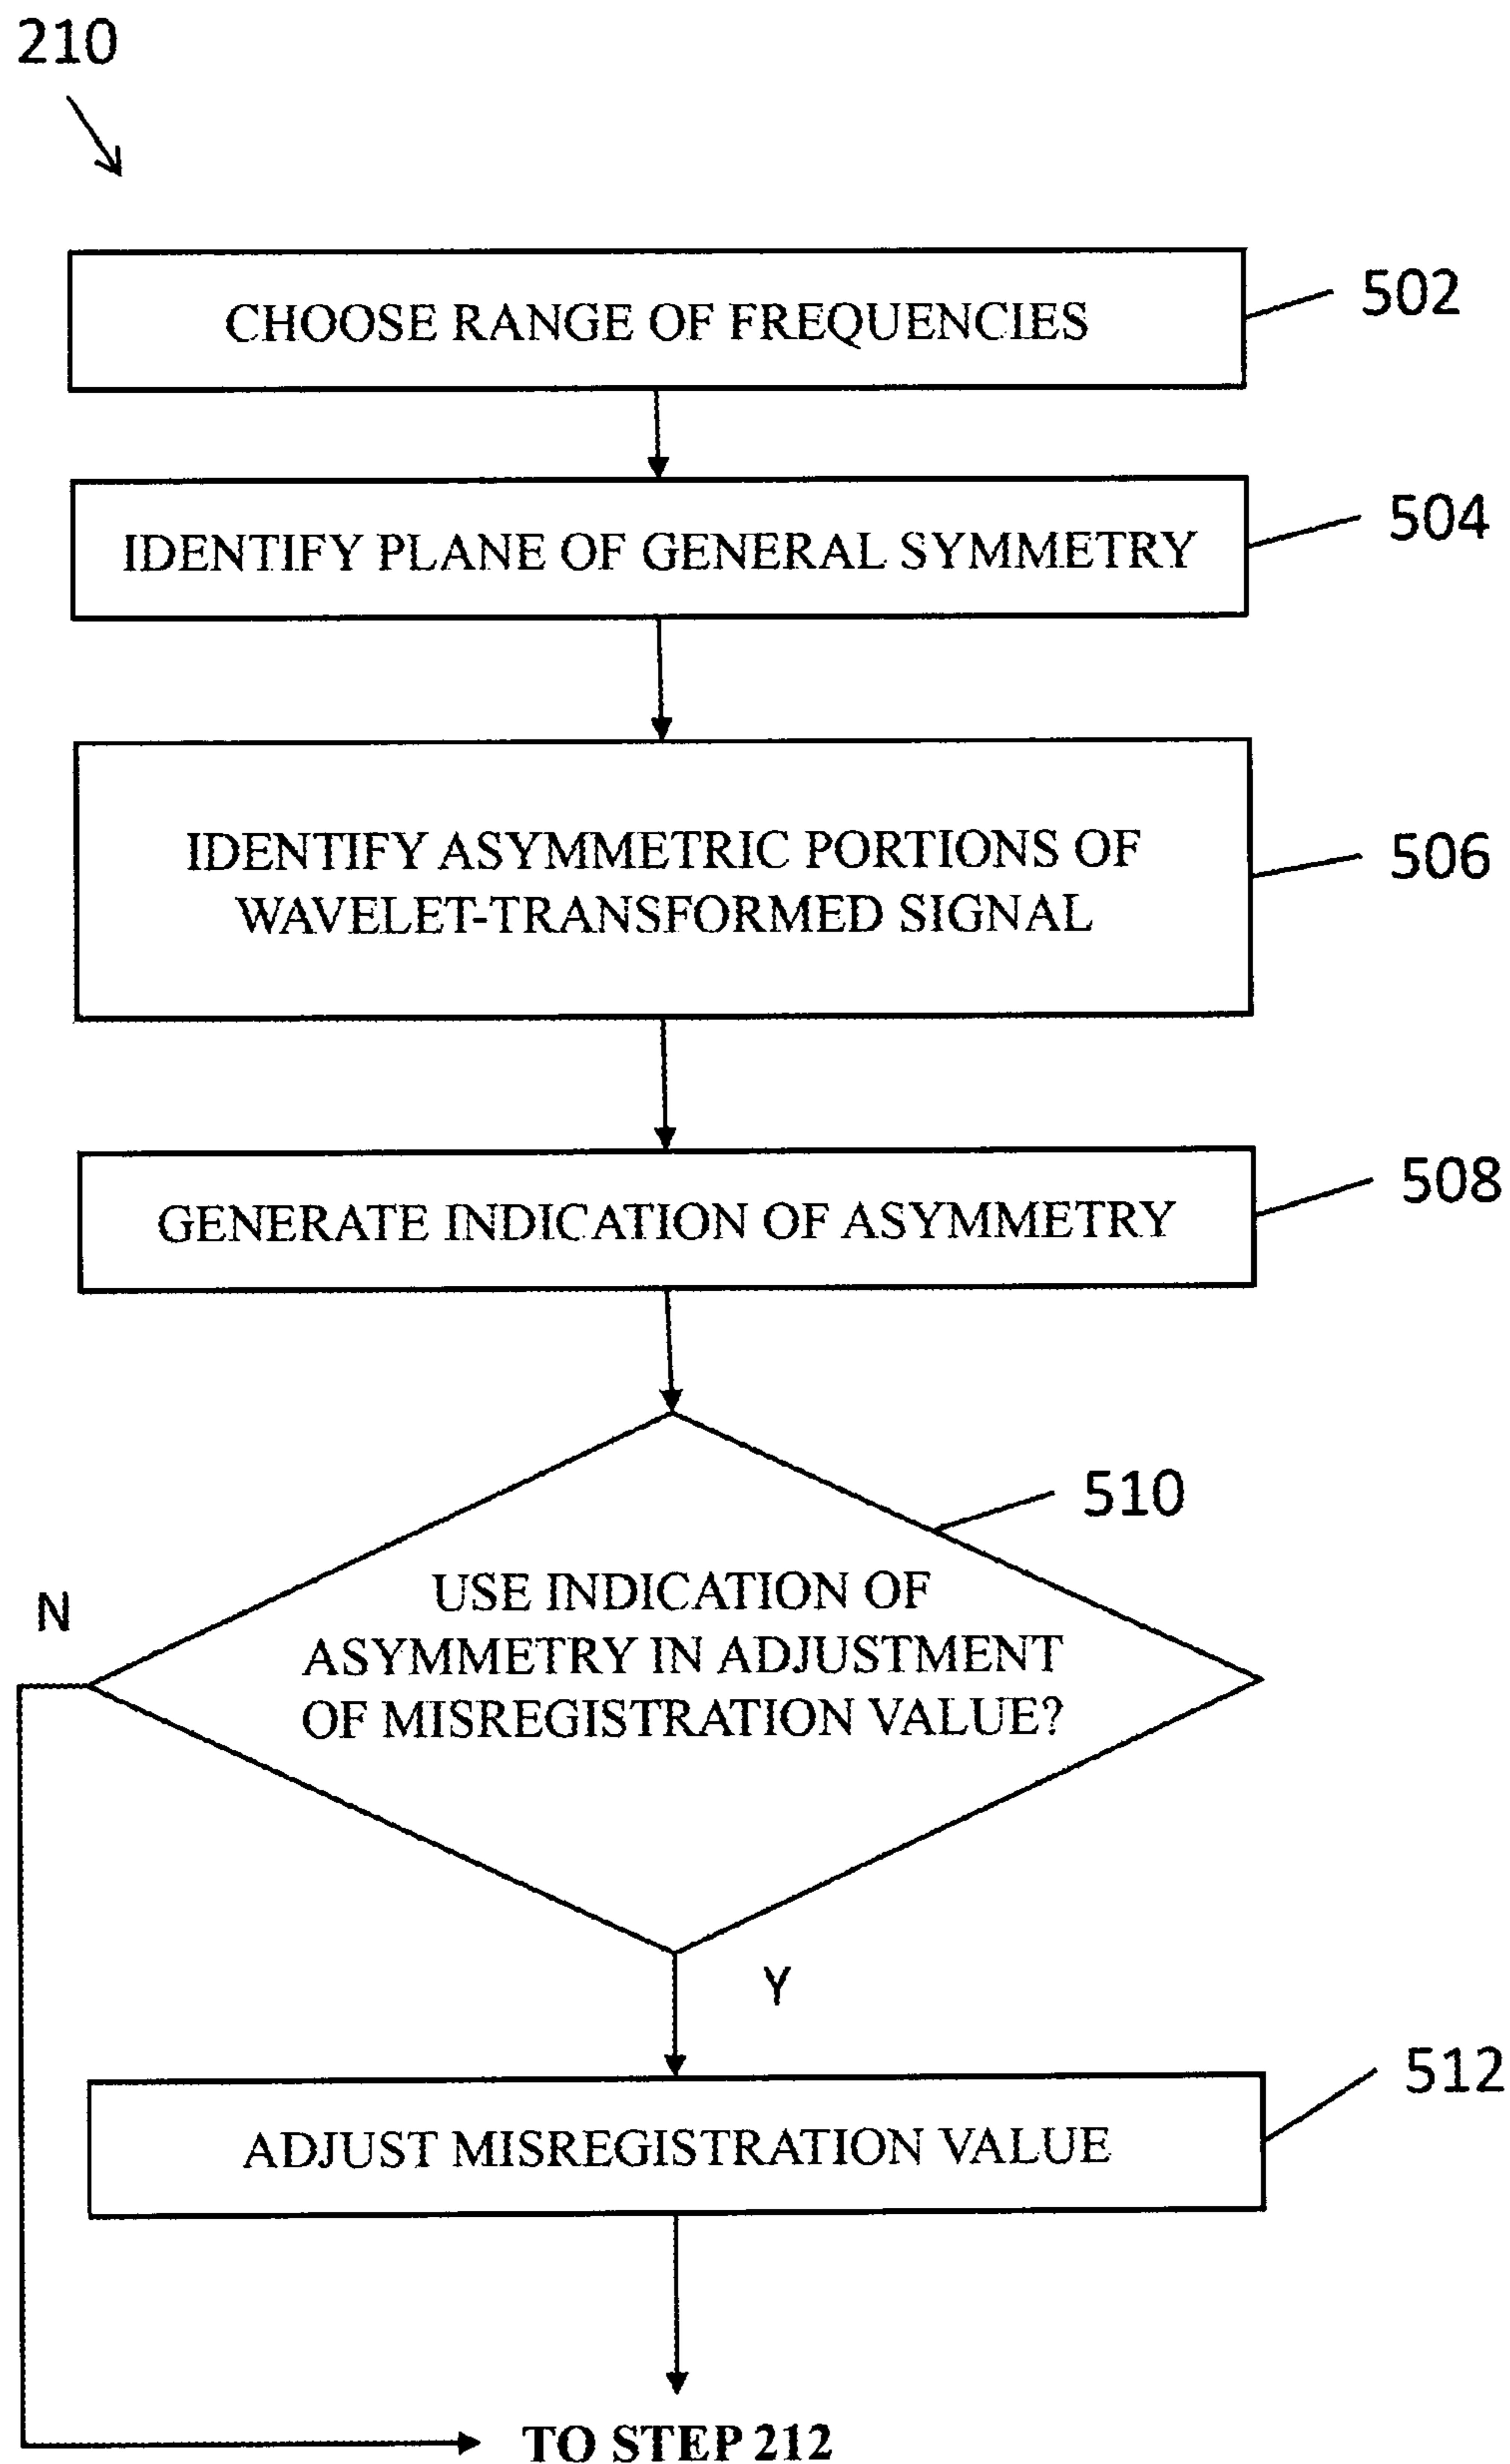 210
CHOOSE RANGE OF FREQUENCIES
502
IDENTIFY PLANE OF GENERAL SYMMETRY
504
IDENTIFY ASYMMETRIC PORTIONS OF
WAVELET-TRANSFORMED SIGNAL
506
GENERATE INDICATION OF ASYMMETRY
508
510
USE INDICATION OF
ASYMMETRY IN ADJUSTMENT
OF MISREGISTRATION VALUE?
N
Y
512
ADJUST MISREGISTRATION VALUE
TO STEP 212